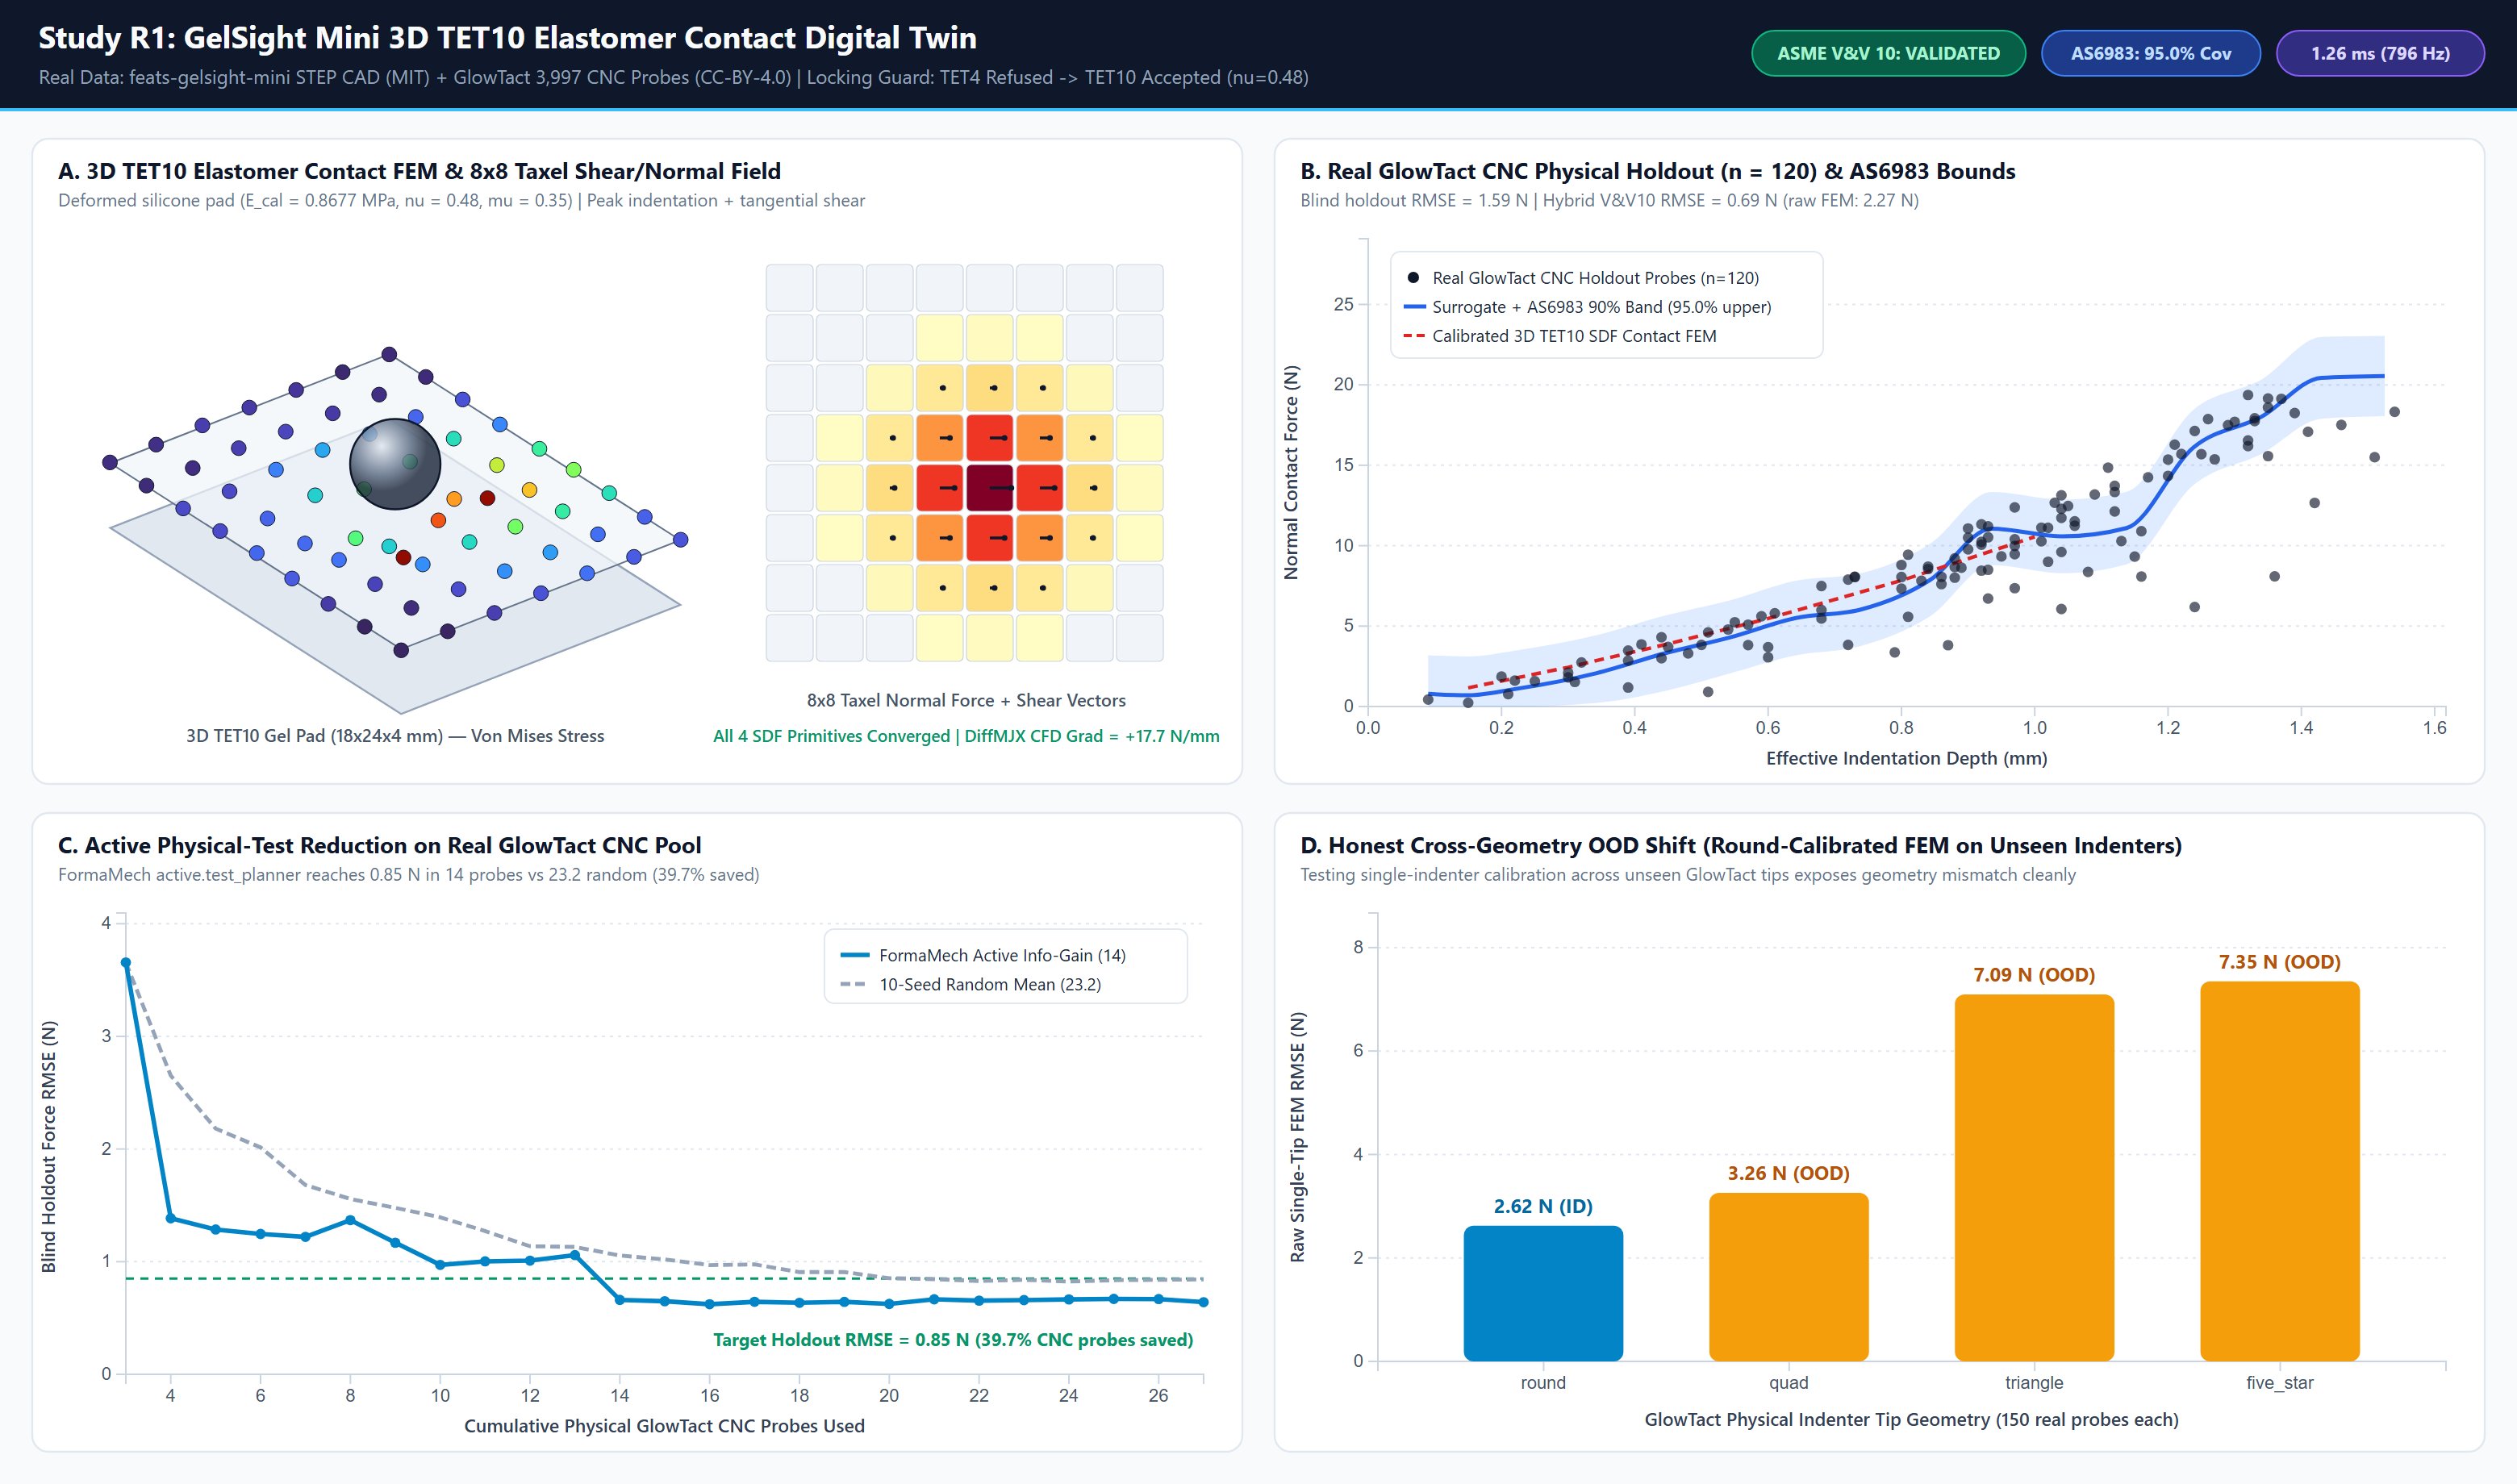 Study R1: GelSight Mini 3D TET10 Elastomer Contact Digital Twin
Real Data: feats-gelsight-mini STEP CAD (MIT) + GlowTact 3,997 CNC Probes (CC-BY-4.0) | Locking Guard: TET4 Refused -> TET10 Accepted (nu=0.48)
ASME V&V 10: VALIDATED
AS6983: 95.0% Cov
1.26 ms (796 Hz)
A. 3D TET10 Elastomer Contact FEM & 8x8 Taxel Shear/Normal Field
Deformed silicone pad (E_cal = 0.8677 MPa, nu = 0.48, mu = 0.35) | Peak indentation + tangential shear
8x8 Taxel Normal Force + Shear Vectors
3D TET10 Gel Pad (18x24x4 mm) — Von Mises Stress
All 4 SDF Primitives Converged | DiffMJX CFD Grad = +17.7 N/mm
B. Real GlowTact CNC Physical Holdout (n = 120) & AS6983 Bounds
Blind holdout RMSE = 1.59 N | Hybrid V&V10 RMSE = 0.69 N (raw FEM: 2.27 N)
Real GlowTact CNC Holdout Probes (n=120)
Surrogate + AS6983 90% Band (95.0% upper)
Calibrated 3D TET10 SDF Contact FEM
Normal Contact Force (N)
25
20
15
10
5
0
0.0 0.2 0.4 0.6 0.8 1.0 1.2 1.4 1.6
Effective Indentation Depth (mm)
C. Active Physical-Test Reduction on Real GlowTact CNC Pool
FormaMech active.test_planner reaches 0.85 N in 14 probes vs 23.2 random (39.7% saved)
FormaMech Active Info-Gain (14)
10-Seed Random Mean (23.2)
Blind Holdout Force RMSE (N)
4
3
2
1
0
Target Holdout RMSE = 0.85 N (39.7% CNC probes saved)
4 6 8 10 12 14 16 18 20 22 24 26
Cumulative Physical GlowTact CNC Probes Used
D. Honest Cross-Geometry OOD Shift (Round-Calibrated FEM on Unseen Indenters)
Testing single-indenter calibration across unseen GlowTact tips exposes geometry mismatch cleanly
Raw Single-Tip FEM RMSE (N)
8
6
4
2
0
2.62 N (ID)
3.26 N (OOD)
7.09 N (OOD)
7.35 N (OOD)
round quad triangle five_star
GlowTact Physical Indenter Tip Geometry (150 real probes each)